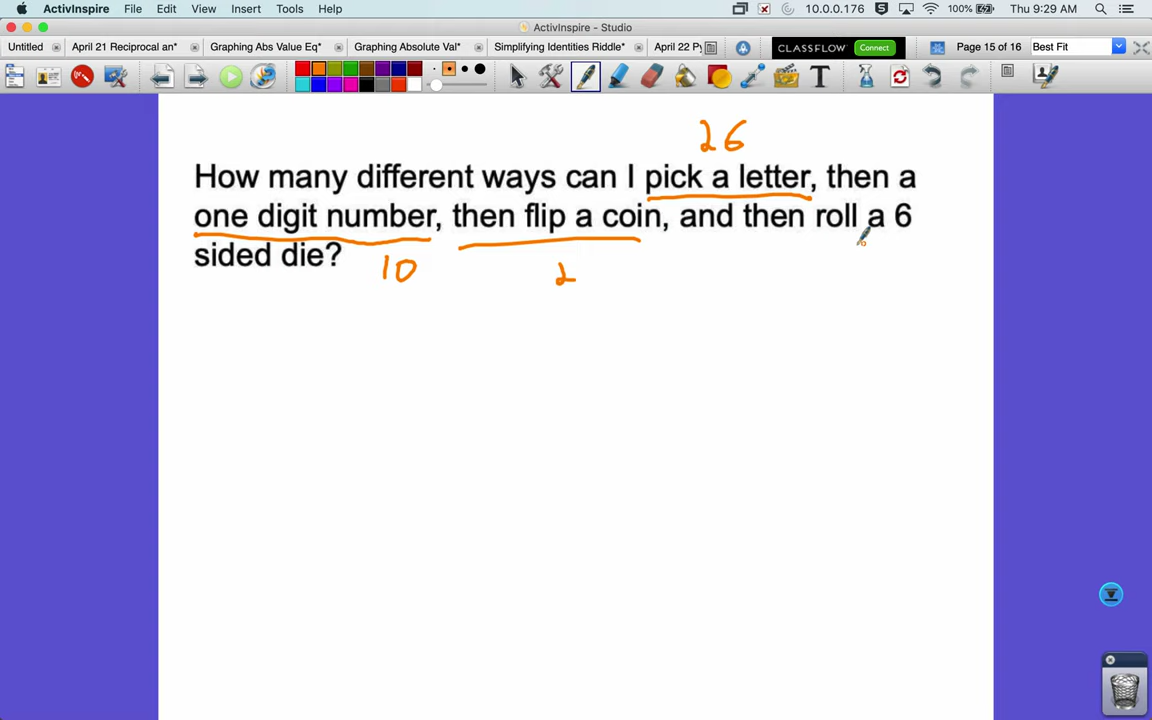 ActivInspire File Edit View Insert Tools Help 10.0.0.176 100% Thu 9:29 AM
ActivInspire - Studio
Untitled April 21 Reciprocal an* Graphing Abs Value Eq* Graphing Absolute Val* Simplifying Identities Riddle* April 22 Py CLASSFLOW Connect Page 15 of 16 Best Fit
26
How many different ways can I pick a letter, then a
one digit number, then flip a coin, and then roll a 6
sided die?
10 2